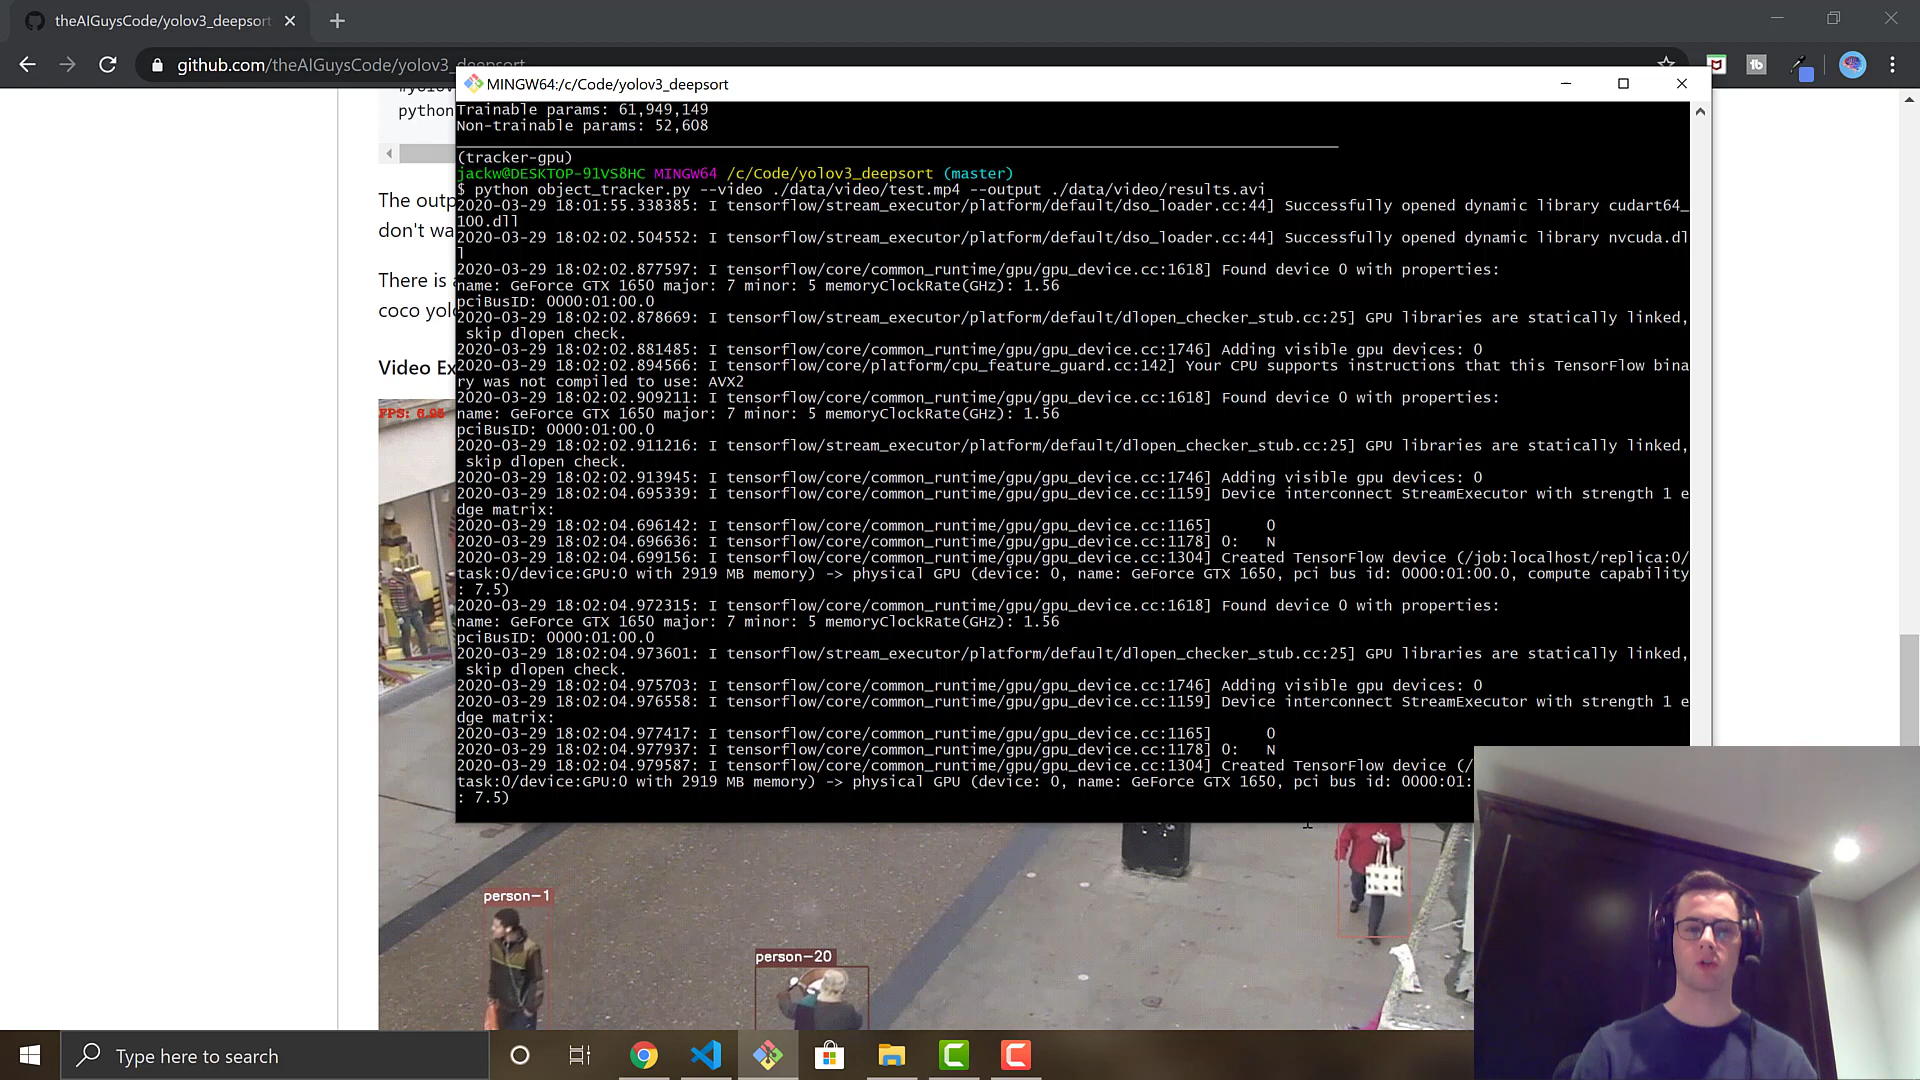 theAIGuysCode/yolov3_deepsort
github.com/theAIGuysCode/yolov3_deepsort
python
The outp
don't wa
There is
coco yolo
Video Ex
FPS: 6.95
MINGW64:/c/Code/yolov3_deepsort
Trainable params: 61,949,149
Non-trainable params: 52,608
(tracker-gpu)
jackw@DESKTOP-91VS8HC MINGW64 /c/Code/yolov3_deepsort (master)
$ python object_tracker.py --video ./data/video/test.mp4 --output ./data/video/results.avi
2020-03-29 18:01:55.338385: I tensorflow/stream_executor/platform/default/dso_loader.cc:44] Successfully opened dynamic library cudart64_
100.dll
2020-03-29 18:02:02.504552: I tensorflow/stream_executor/platform/default/dso_loader.cc:44] Successfully opened dynamic library nvcuda.dl
l
2020-03-29 18:02:02.877597: I tensorflow/core/common_runtime/gpu/gpu_device.cc:1618] Found device 0 with properties:
name: GeForce GTX 1650 major: 7 minor: 5 memoryClockRate(GHz): 1.56
pciBusID: 0000:01:00.0
2020-03-29 18:02:02.878669: I tensorflow/stream_executor/platform/default/dlopen_checker_stub.cc:25] GPU libraries are statically linked,
skip dlopen check.
2020-03-29 18:02:02.881485: I tensorflow/core/common_runtime/gpu/gpu_device.cc:1746] Adding visible gpu devices: 0
2020-03-29 18:02:02.894566: I tensorflow/core/platform/cpu_feature_guard.cc:142] Your CPU supports instructions that this TensorFlow bina
ry was not compiled to use: AVX2
2020-03-29 18:02:02.909211: I tensorflow/core/common_runtime/gpu/gpu_device.cc:1618] Found device 0 with properties:
name: GeForce GTX 1650 major: 7 minor: 5 memoryClockRate(GHz): 1.56
pciBusID: 0000:01:00.0
2020-03-29 18:02:02.911216: I tensorflow/stream_executor/platform/default/dlopen_checker_stub.cc:25] GPU libraries are statically linked,
skip dlopen check.
2020-03-29 18:02:02.913945: I tensorflow/core/common_runtime/gpu/gpu_device.cc:1746] Adding visible gpu devices: 0
2020-03-29 18:02:04.695339: I tensorflow/core/common_runtime/gpu/gpu_device.cc:1159] Device interconnect StreamExecutor with strength 1 e
dge matrix:
2020-03-29 18:02:04.696142: I tensorflow/core/common_runtime/gpu/gpu_device.cc:1165] 0
2020-03-29 18:02:04.696636: I tensorflow/core/common_runtime/gpu/gpu_device.cc:1178] 0: N
2020-03-29 18:02:04.699156: I tensorflow/core/common_runtime/gpu/gpu_device.cc:1304] Created TensorFlow device (/job:localhost/replica:0/
task:0/device:GPU:0 with 2919 MB memory) -> physical GPU (device: 0, name: GeForce GTX 1650, pci bus id: 0000:01:00.0, compute capability
: 7.5)
2020-03-29 18:02:04.972315: I tensorflow/core/common_runtime/gpu/gpu_device.cc:1618] Found device 0 with properties:
name: GeForce GTX 1650 major: 7 minor: 5 memoryClockRate(GHz): 1.56
pciBusID: 0000:01:00.0
2020-03-29 18:02:04.973601: I tensorflow/stream_executor/platform/default/dlopen_checker_stub.cc:25] GPU libraries are statically linked,
skip dlopen check.
2020-03-29 18:02:04.975703: I tensorflow/core/common_runtime/gpu/gpu_device.cc:1746] Adding visible gpu devices: 0
2020-03-29 18:02:04.976558: I tensorflow/core/common_runtime/gpu/gpu_device.cc:1159] Device interconnect StreamExecutor with strength 1 e
dge matrix:
2020-03-29 18:02:04.977417: I tensorflow/core/common_runtime/gpu/gpu_device.cc:1165] 0
2020-03-29 18:02:04.977937: I tensorflow/core/common_runtime/gpu/gpu_device.cc:1178] 0: N
2020-03-29 18:02:04.979587: I tensorflow/core/common_runtime/gpu/gpu_device.cc:1304] Created TensorFlow device (/
task:0/device:GPU:0 with 2919 MB memory) -> physical GPU (device: 0, name: GeForce GTX 1650, pci bus id: 0000:01:
: 7.5)
person-1
person-20
Type here to search